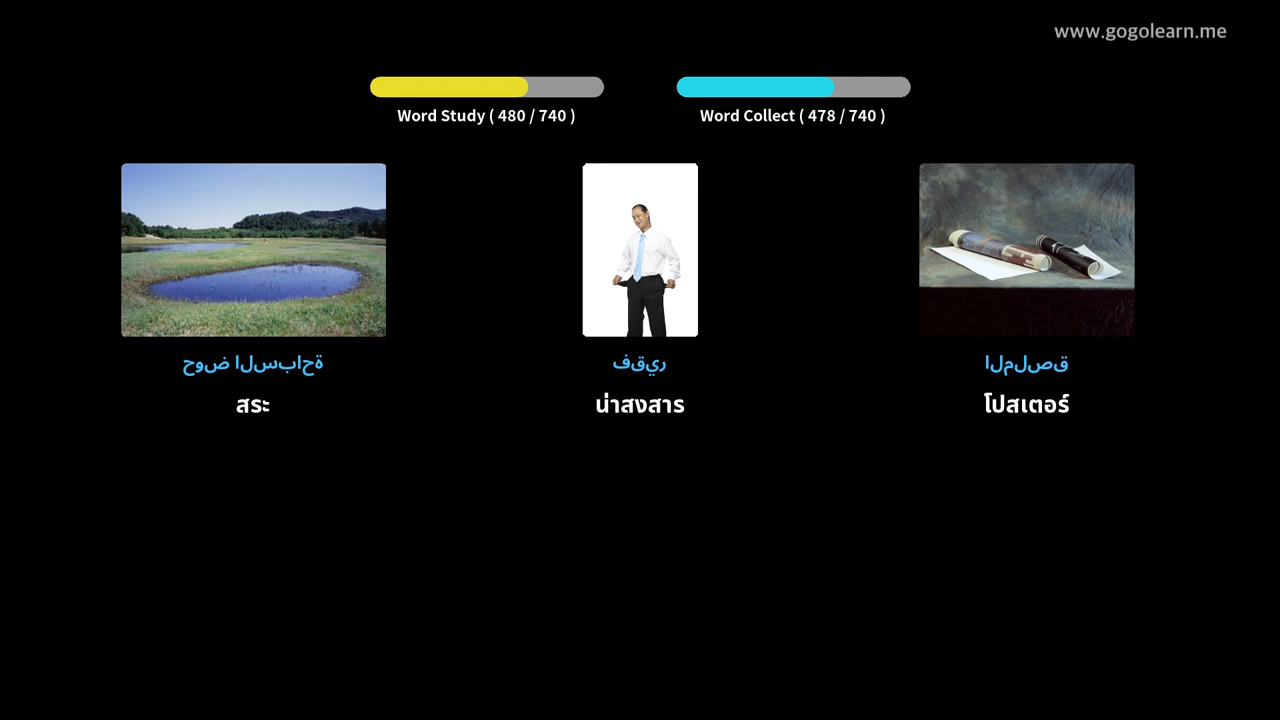 www.gogolearn.me
Word Study ( 480 / 740 )
Word Collect ( 478 / 740 )
حوض السباحة
فقير
الملصق
สระ
น่าสงสาร
โปสเตอร์